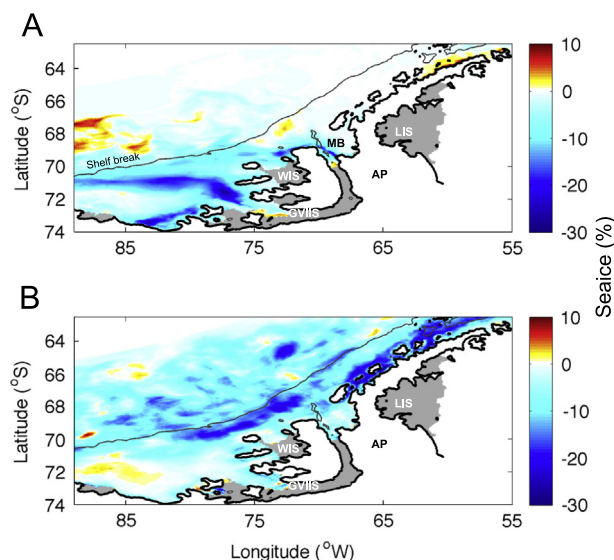 A
Latitude (°S)
64
66
68
70
72
74
Shelf break
MB
LIS
WIS
AP
GVIIS
85
75
65
55
10
0
-10
-20
-30
Seaice (%)
B
Latitude (°S)
64
66
68
70
72
74
LIS
WIS
AP
GVIIS
85
75
65
55
10
0
-10
-20
-30
Longitude (°W)